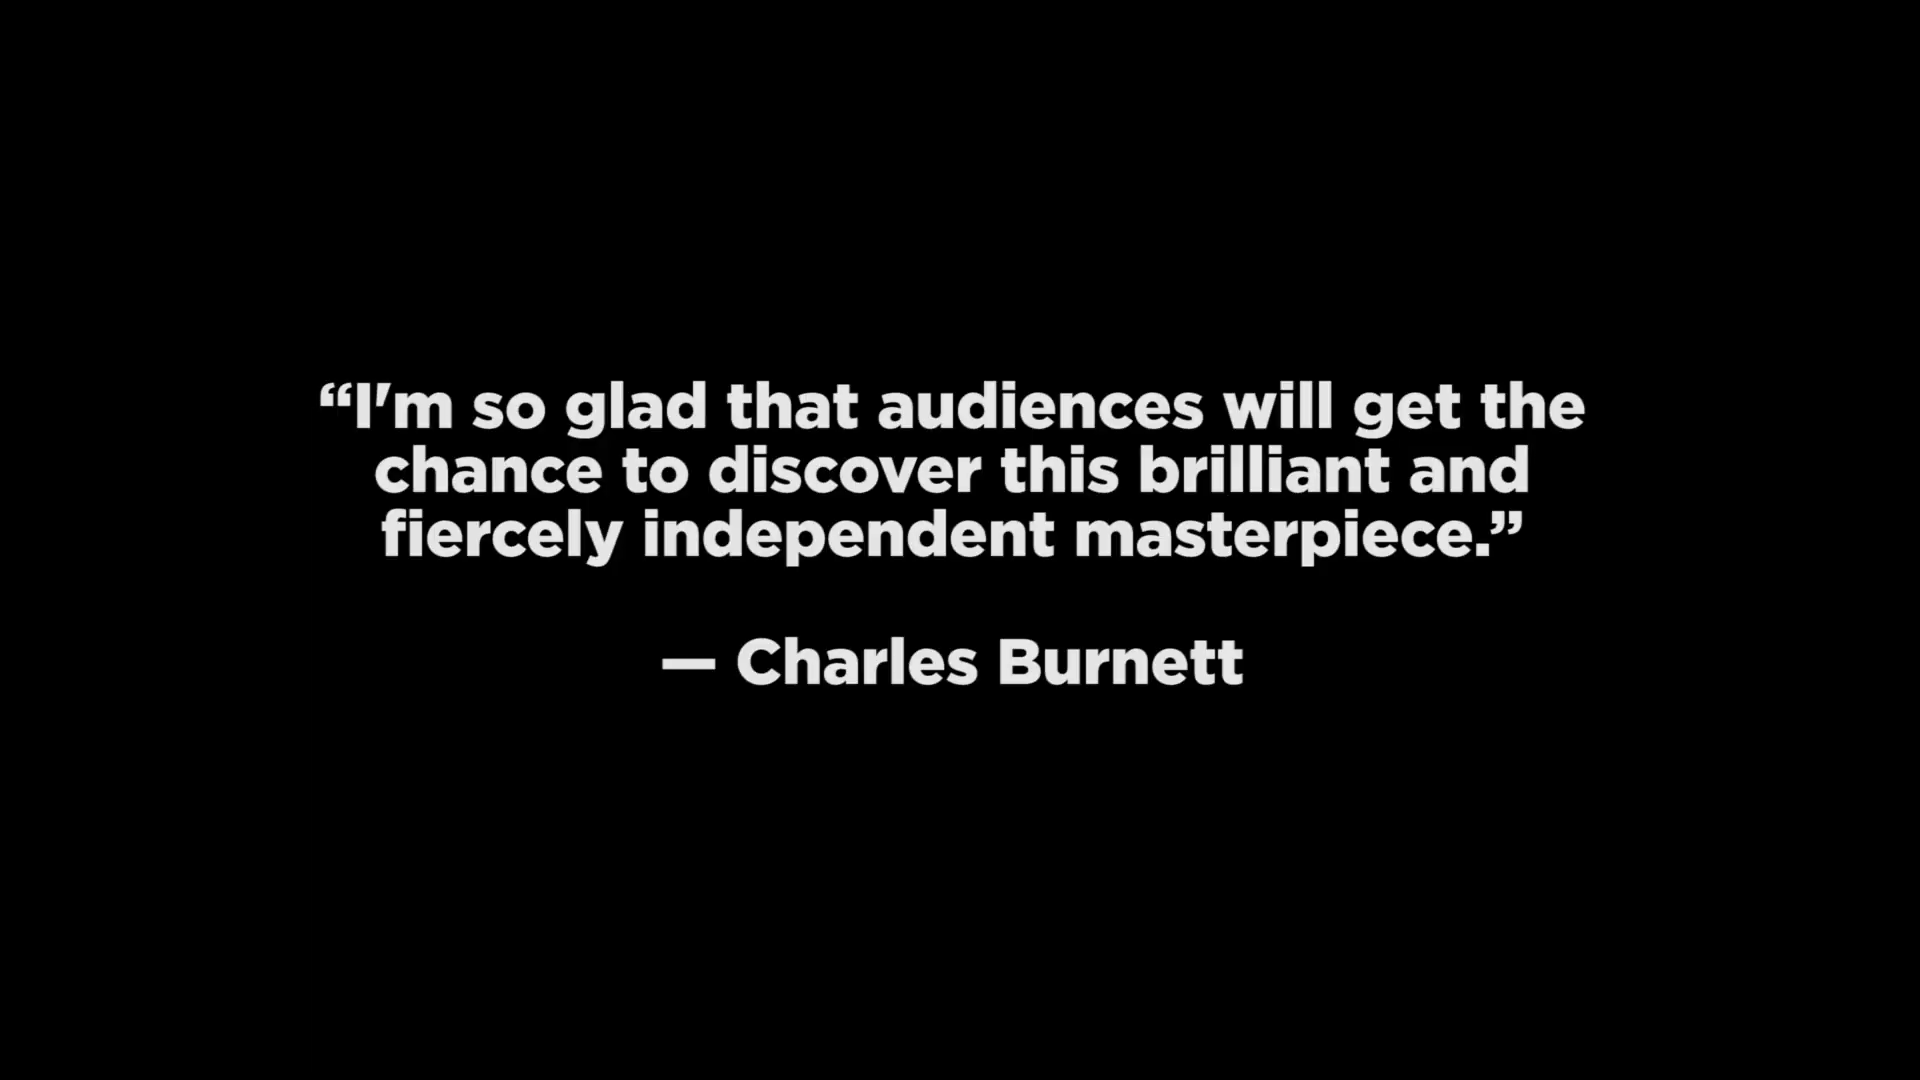 “I'm so glad that audiences will get the
chance to discover this brilliant and
fiercely independent masterpiece.”
— Charles Burnett